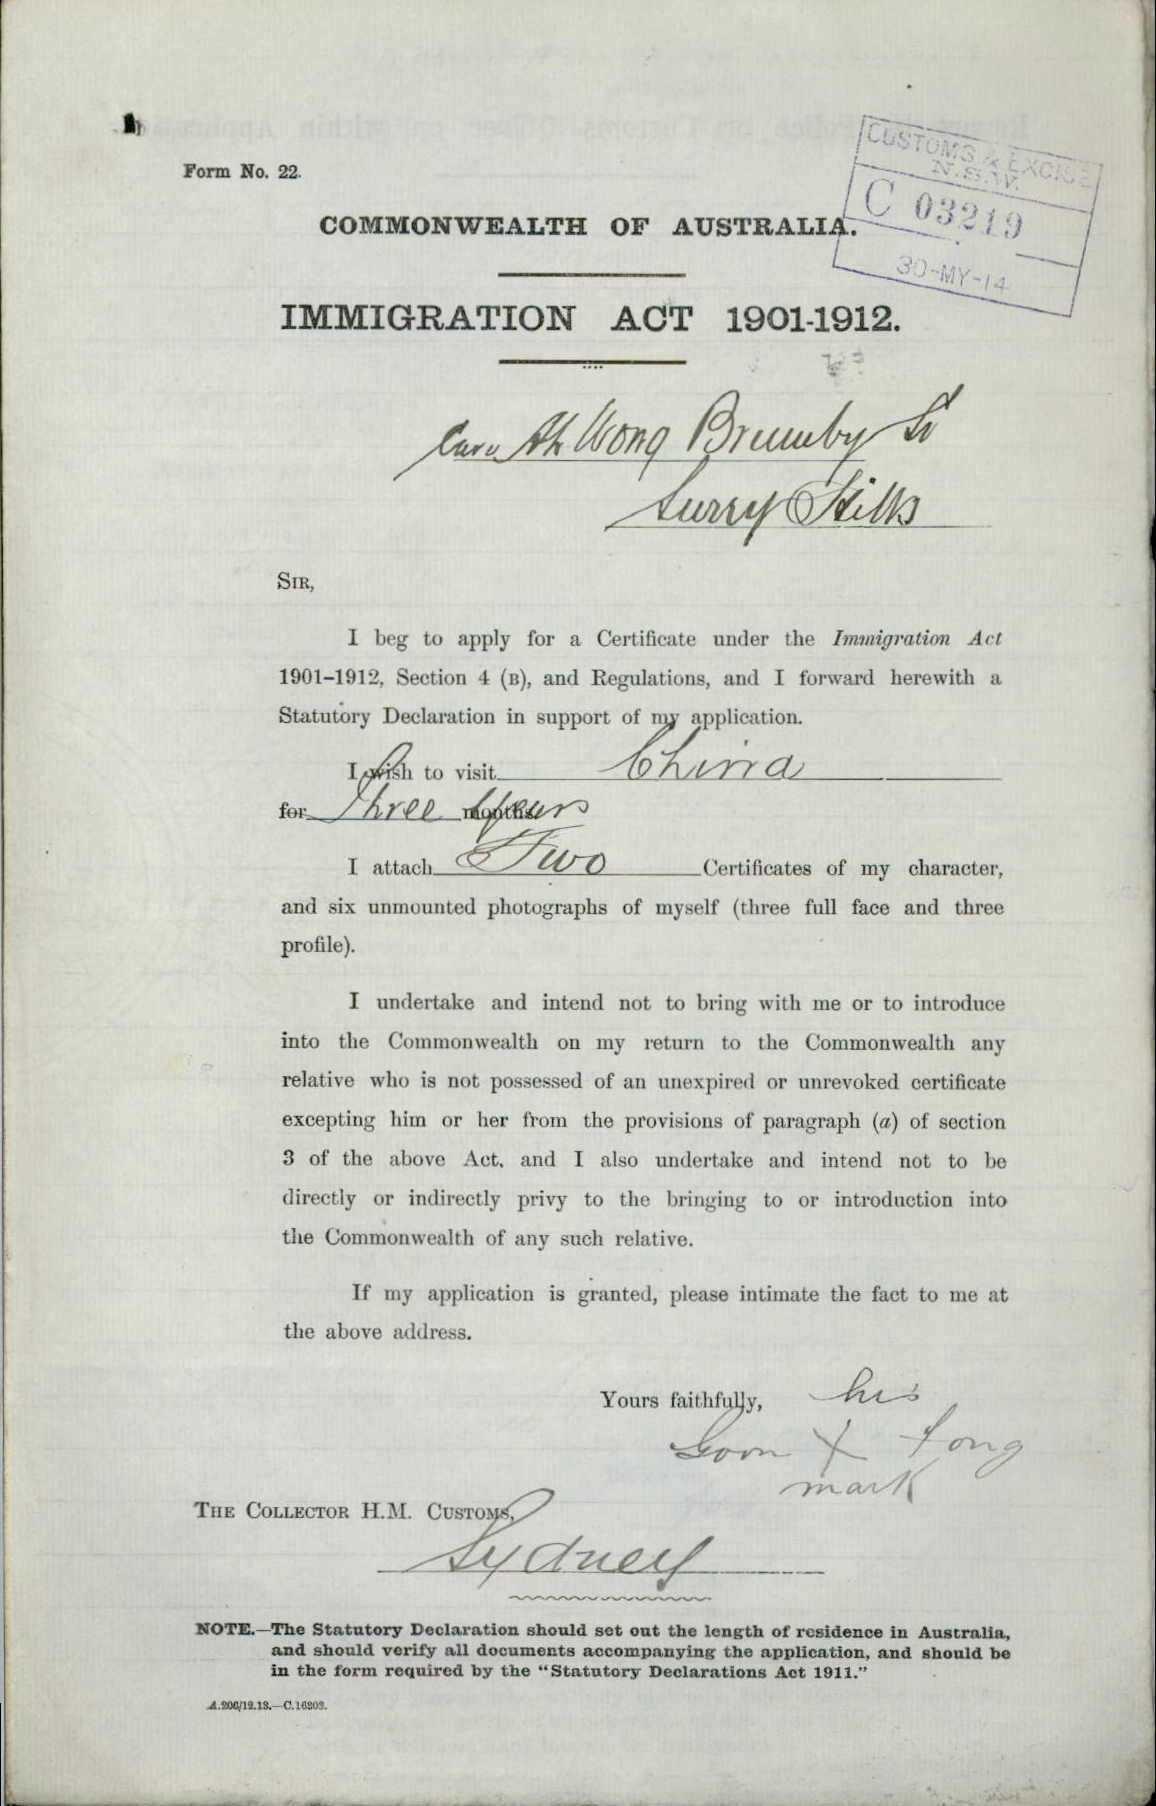 Form No. 22.
CUSTOMS & EXCISE
N.S.W.
C 03219
30-MY-14
COMMONWEALTH OF AUSTRALIA.
IMMIGRATION ACT 1901-1912.
Care Ah Wong Brumby St
Surry Hills
SIR,
I beg to apply for a Certificate under the Immigration Act
1901–1912, Section 4 (B), and Regulations, and I forward herewith a
Statutory Declaration in support of my application.
I wish to visit China
for Three months Years
I attach Two Certificates of my character,
and six unmounted photographs of myself (three full face and three
profile).
I undertake and intend not to bring with me or to introduce
into the Commonwealth on my return to the Commonwealth any
relative who is not possessed of an unexpired or unrevoked certificate
excepting him or her from the provisions of paragraph (a) of section
3 of the above Act, and I also undertake and intend not to be
directly or indirectly privy to the bringing to or introduction into
the Commonwealth of any such relative.
If my application is granted, please intimate the fact to me at
the above address.
Yours faithfully, his
Goon X Fong
mark
THE COLLECTOR H.M. CUSTOMS,
Sydney
NOTE.—The Statutory Declaration should set out the length of residence in Australia,
and should verify all documents accompanying the application, and should be
in the form required by the "Statutory Declarations Act 1911."
A.206/12.13.—C.16303.